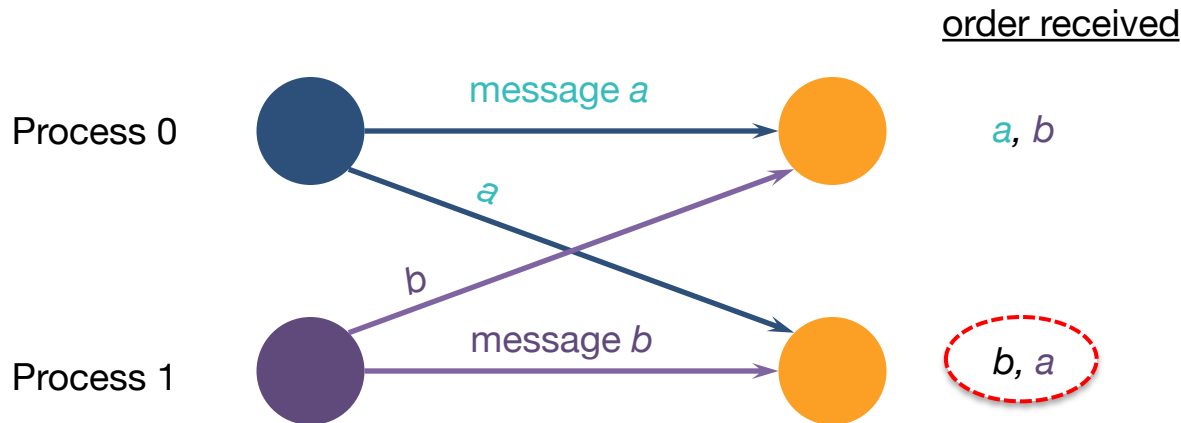 order received
message a
Process 0
a, b
a
b
message b
Process 1
b, a